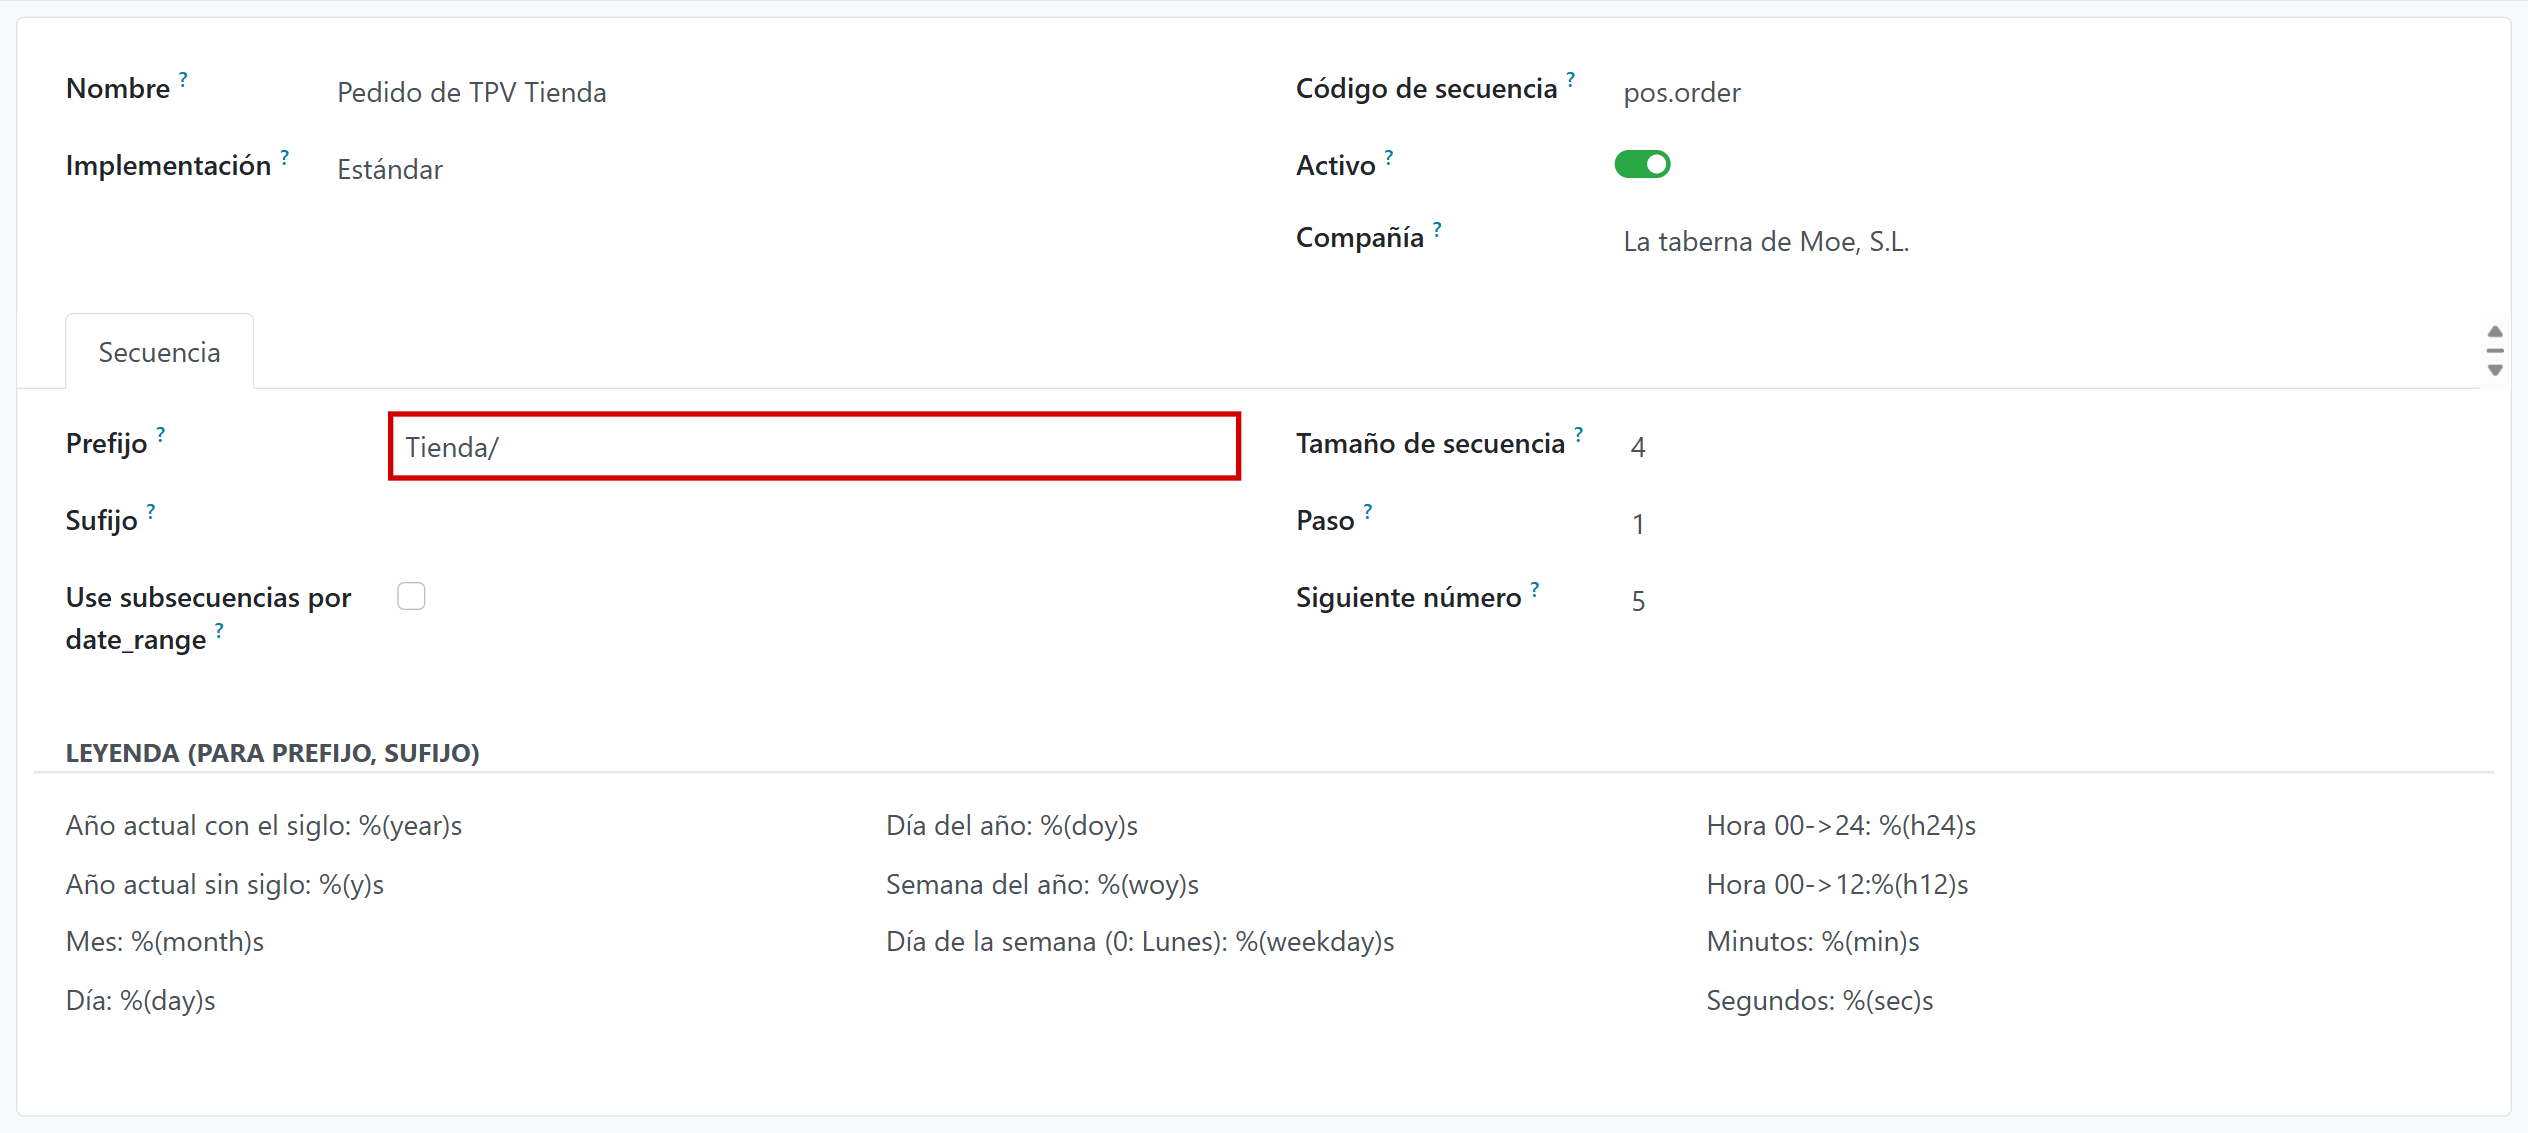 Nombre ? Pedido de TPV Tienda
Código de secuencia ? pos.order
Implementación ? Estándar
Activo ?
Compañía ? La taberna de Moe, S.L.
Secuencia
Prefijo ? Tienda/
Tamaño de secuencia ? 4
Sufijo ?
Paso ? 1
Use subsecuencias por
date_range ?
Siguiente número ? 5
LEYENDA (PARA PREFIJO, SUFIJO)
Año actual con el siglo: %(year)s
Año actual sin siglo: %(y)s
Mes: %(month)s
Día: %(day)s
Día del año: %(doy)s
Semana del año: %(woy)s
Día de la semana (0: Lunes): %(weekday)s
Hora 00->24: %(h24)s
Hora 00->12:%(h12)s
Minutos: %(min)s
Segundos: %(sec)s